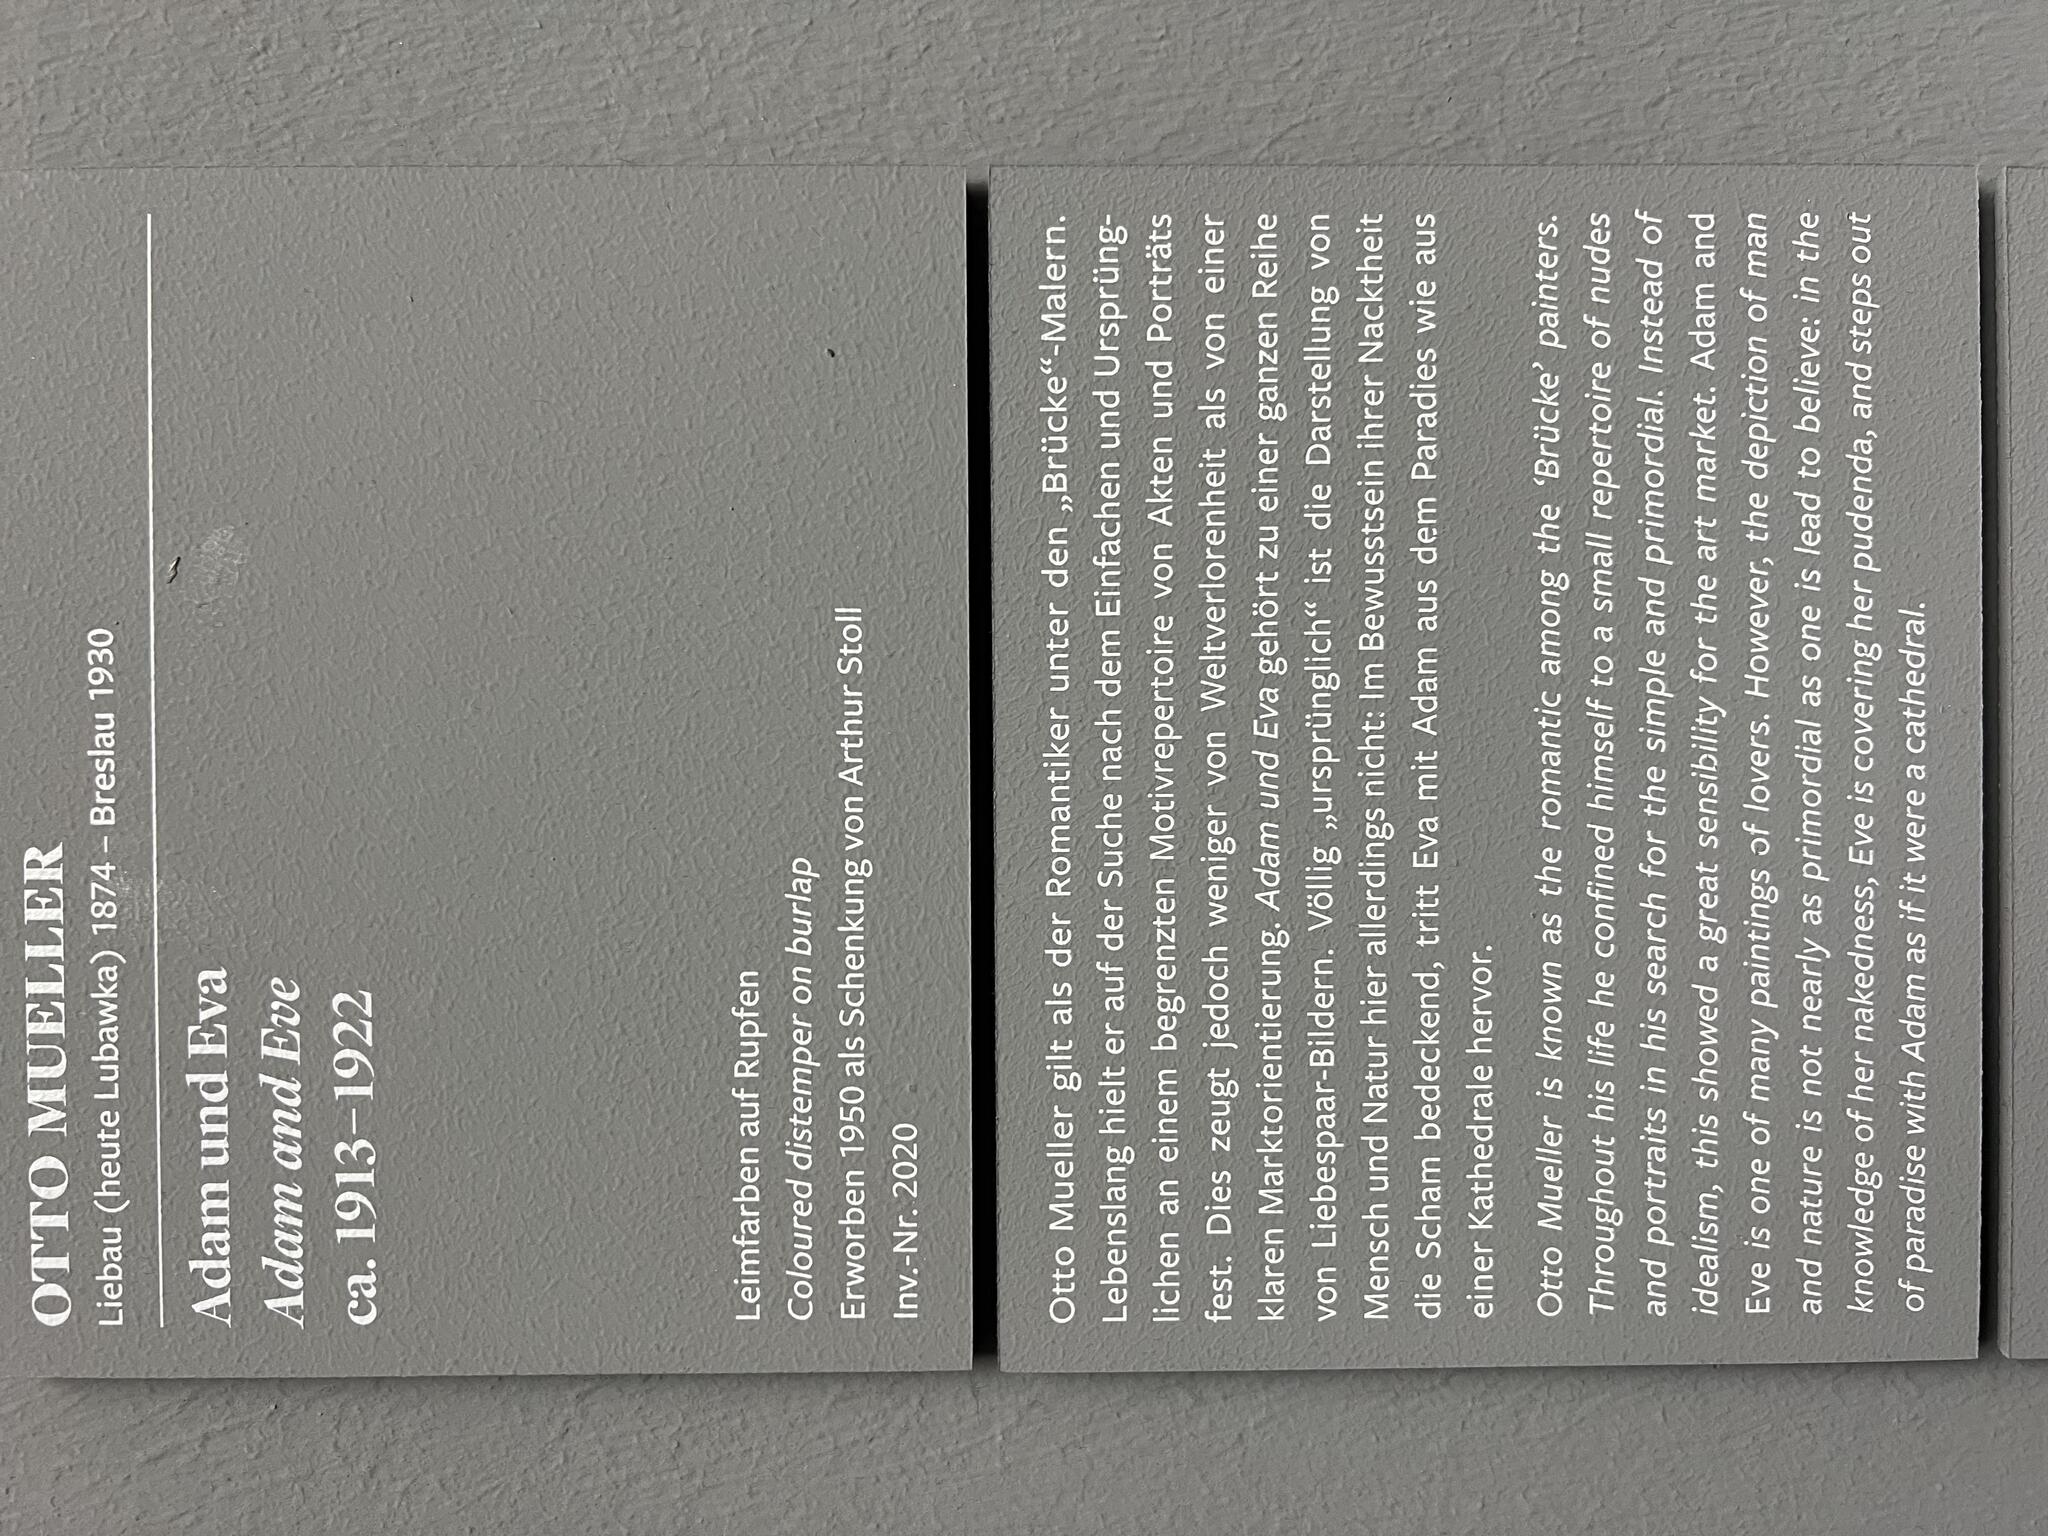 OTTO MUELLER
Liebau (heute Lubawka) 1874 – Breslau 1930
Adam und Eva
Adam and Eve
ca. 1913–1922
Leimfarben auf Rupfen
Coloured distemper on burlap
Erworben 1950 als Schenkung von Arthur Stoll
Inv.-Nr. 2020
Otto Mueller gilt als der Romantiker unter den „Brücke“-Malern.
Lebenslang hielt er auf der Suche nach dem Einfachen und Ursprüng-
lichen an einem begrenzten Motivrepertoire von Akten und Porträts
fest. Dies zeugt jedoch weniger von Weltverlorenheit als von einer
klaren Marktorientierung. Adam und Eva gehört zu einer ganzen Reihe
von Liebespaar-Bildern. Völlig „ursprünglich“ ist die Darstellung von
Mensch und Natur hier allerdings nicht: Im Bewusstsein ihrer Nacktheit
die Scham bedeckend, tritt Eva mit Adam aus dem Paradies wie aus
einer Kathedrale hervor.
Otto Mueller is known as the romantic among the ‘Brücke’ painters.
Throughout his life he confined himself to a small repertoire of nudes
and portraits in his search for the simple and primordial. Instead of
idealism, this showed a great sensibility for the art market. Adam and
Eve is one of many paintings of lovers. However, the depiction of man
and nature is not nearly as primordial as one is lead to believe: in the
knowledge of her nakedness, Eve is covering her pudenda, and steps out
of paradise with Adam as if it were a cathedral.